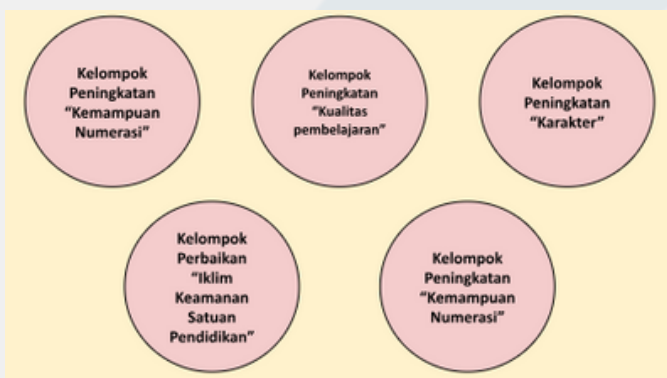 Kelompok
Peningkatan
“Kemampuan
Numerasi”
Kelompok
Peningkatan
“Kualitas
pembelajaran”
Kelompok
Peningkatan
“Karakter”
Kelompok
Perbaikan
“Iklim
Keamanan
Satuan
Pendidikan”
Kelompok
Peningkatan
“Kemampuan
Numerasi”